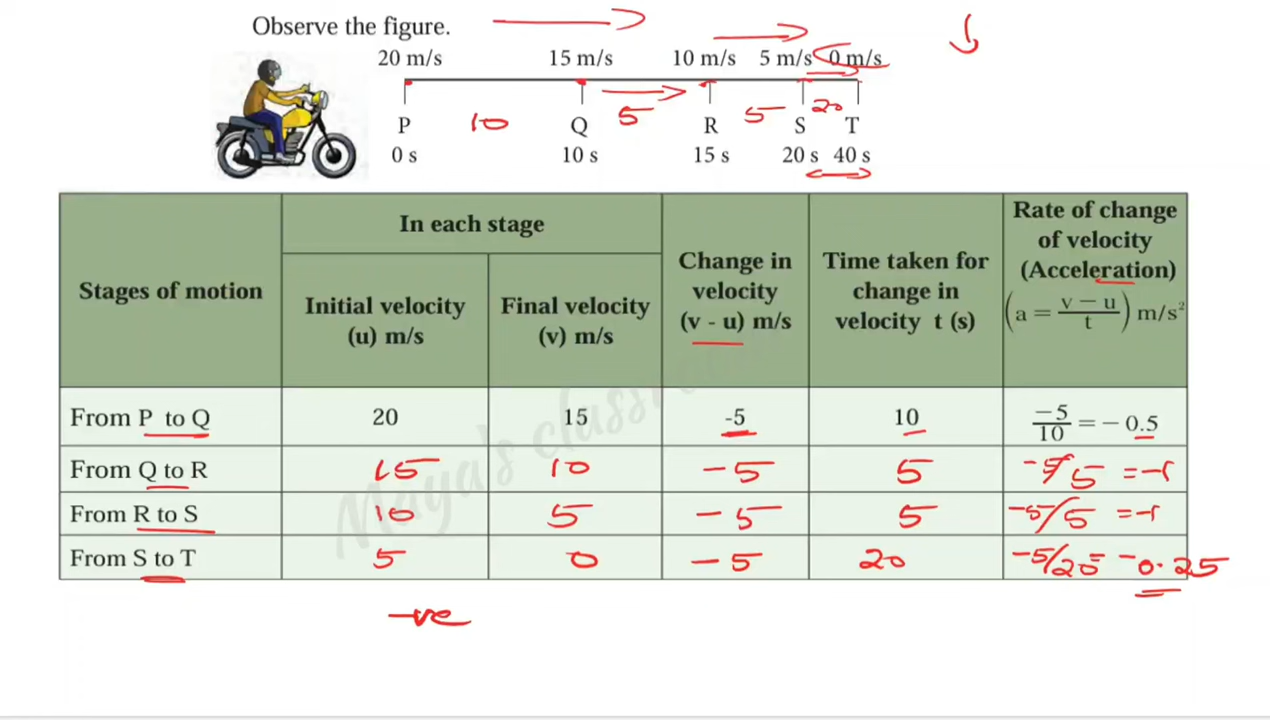 Observe the figure.
20 m/s 15 m/s 10 m/s 5 m/s 0 m/s
10 5 5 20
P Q R S T
0 s 10 s 15 s 20 s 40 s
Stages of motion
In each stage
Initial velocity
(u) m/s
Final velocity
(v) m/s
Change in
velocity
(v - u) m/s
Time taken for
change in
velocity t (s)
Rate of change
of velocity
(Acceleration)
(a = v − u / t) m/s²
From P to Q 20 15 -5 10 −5/10 = − 0.5
From Q to R 15 10 -5 5 -5/5 = -1
From R to S 10 5 -5 5 -5/5 = -1
From S to T 5 0 -5 20 -5/20 = -0.25
-ve
Maya's